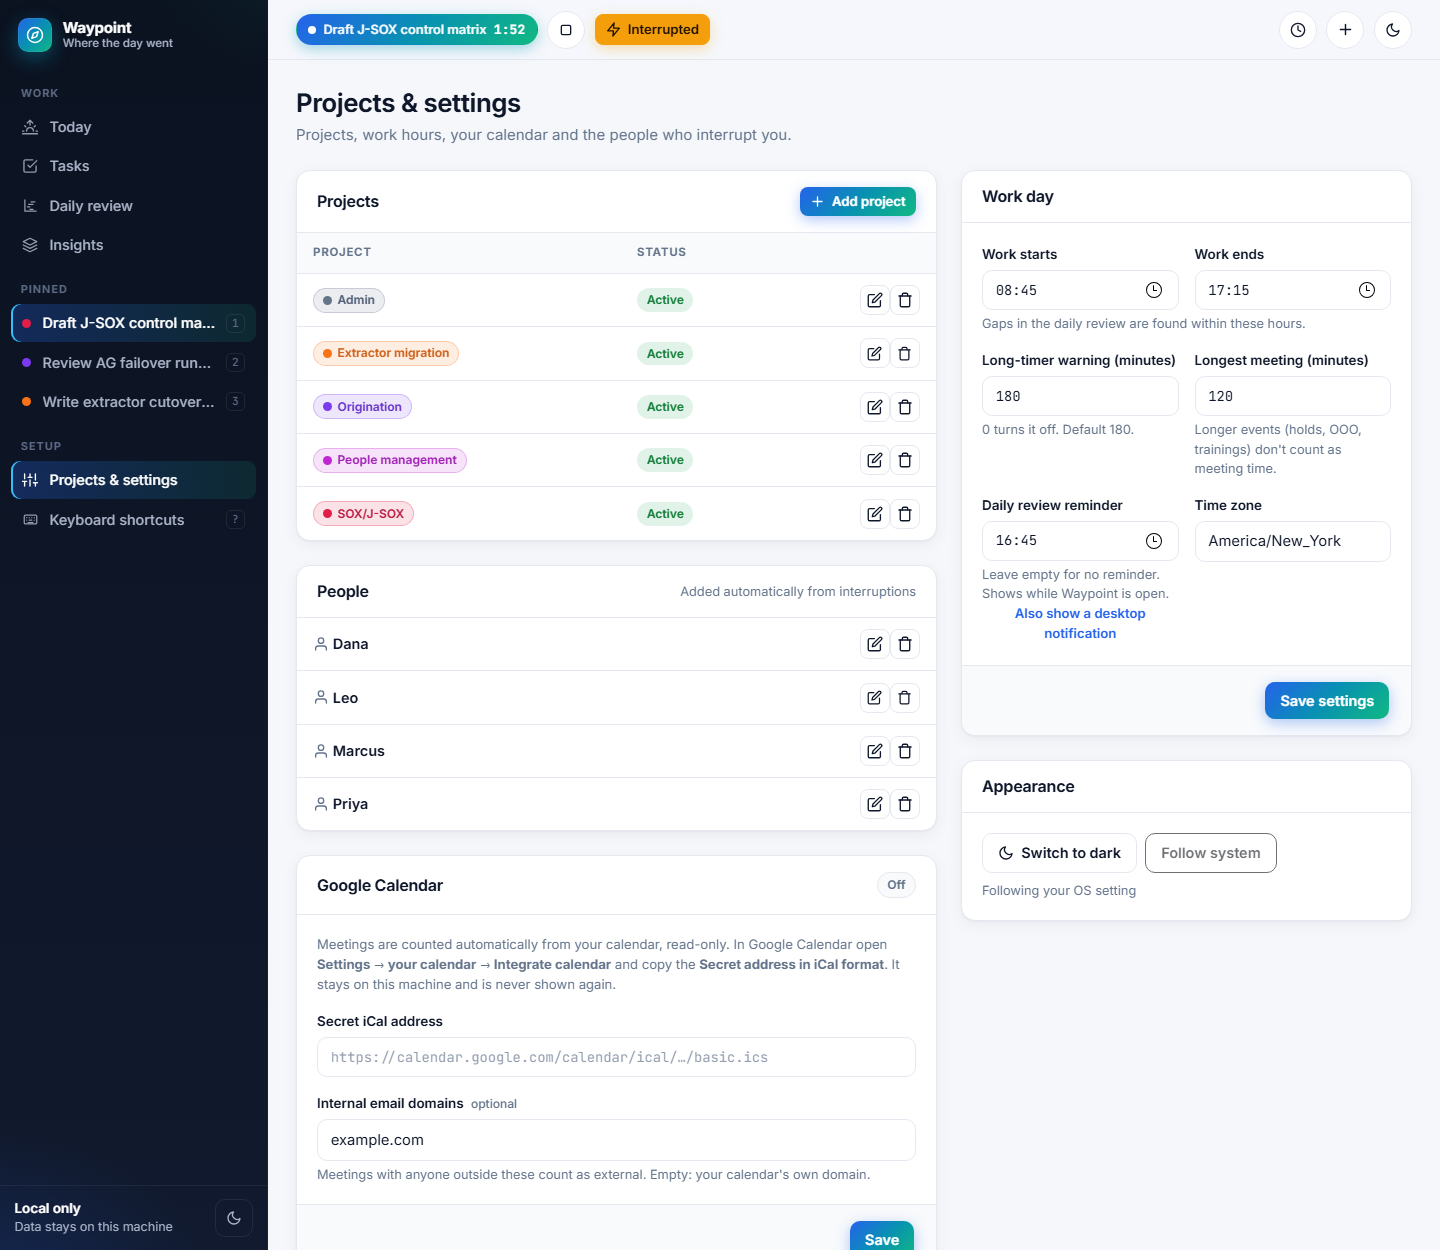 Waypoint
Where the day went
WORK
Today
Tasks
Daily review
Insights
PINNED
Draft J-SOX control ma... 1
Review AG failover run... 2
Write extractor cutover... 3
SETUP
Projects & settings
Keyboard shortcuts ?
Local only
Data stays on this machine
Draft J-SOX control matrix 1:52
Interrupted
Projects & settings
Projects, work hours, your calendar and the people who interrupt you.
Projects
Add project
PROJECT STATUS
Admin Active
Extractor migration Active
Origination Active
People management Active
SOX/J-SOX Active
People
Added automatically from interruptions
Dana
Leo
Marcus
Priya
Google Calendar
Off
Meetings are counted automatically from your calendar, read-only. In Google Calendar open
Settings → your calendar → Integrate calendar and copy the Secret address in iCal format. It
stays on this machine and is never shown again.
Secret iCal address
https://calendar.google.com/calendar/ical/…/basic.ics
Internal email domains optional
example.com
Meetings with anyone outside these count as external. Empty: your calendar's own domain.
Save
Work day
Work starts Work ends
08:45 17:15
Gaps in the daily review are found within these hours.
Long-timer warning (minutes) Longest meeting (minutes)
180 120
0 turns it off. Default 180.
Longer events (holds, OOO,
trainings) don't count as
meeting time.
Daily review reminder Time zone
16:45 America/New_York
Leave empty for no reminder.
Shows while Waypoint is open.
Also show a desktop
notification
Save settings
Appearance
Switch to dark
Follow system
Following your OS setting